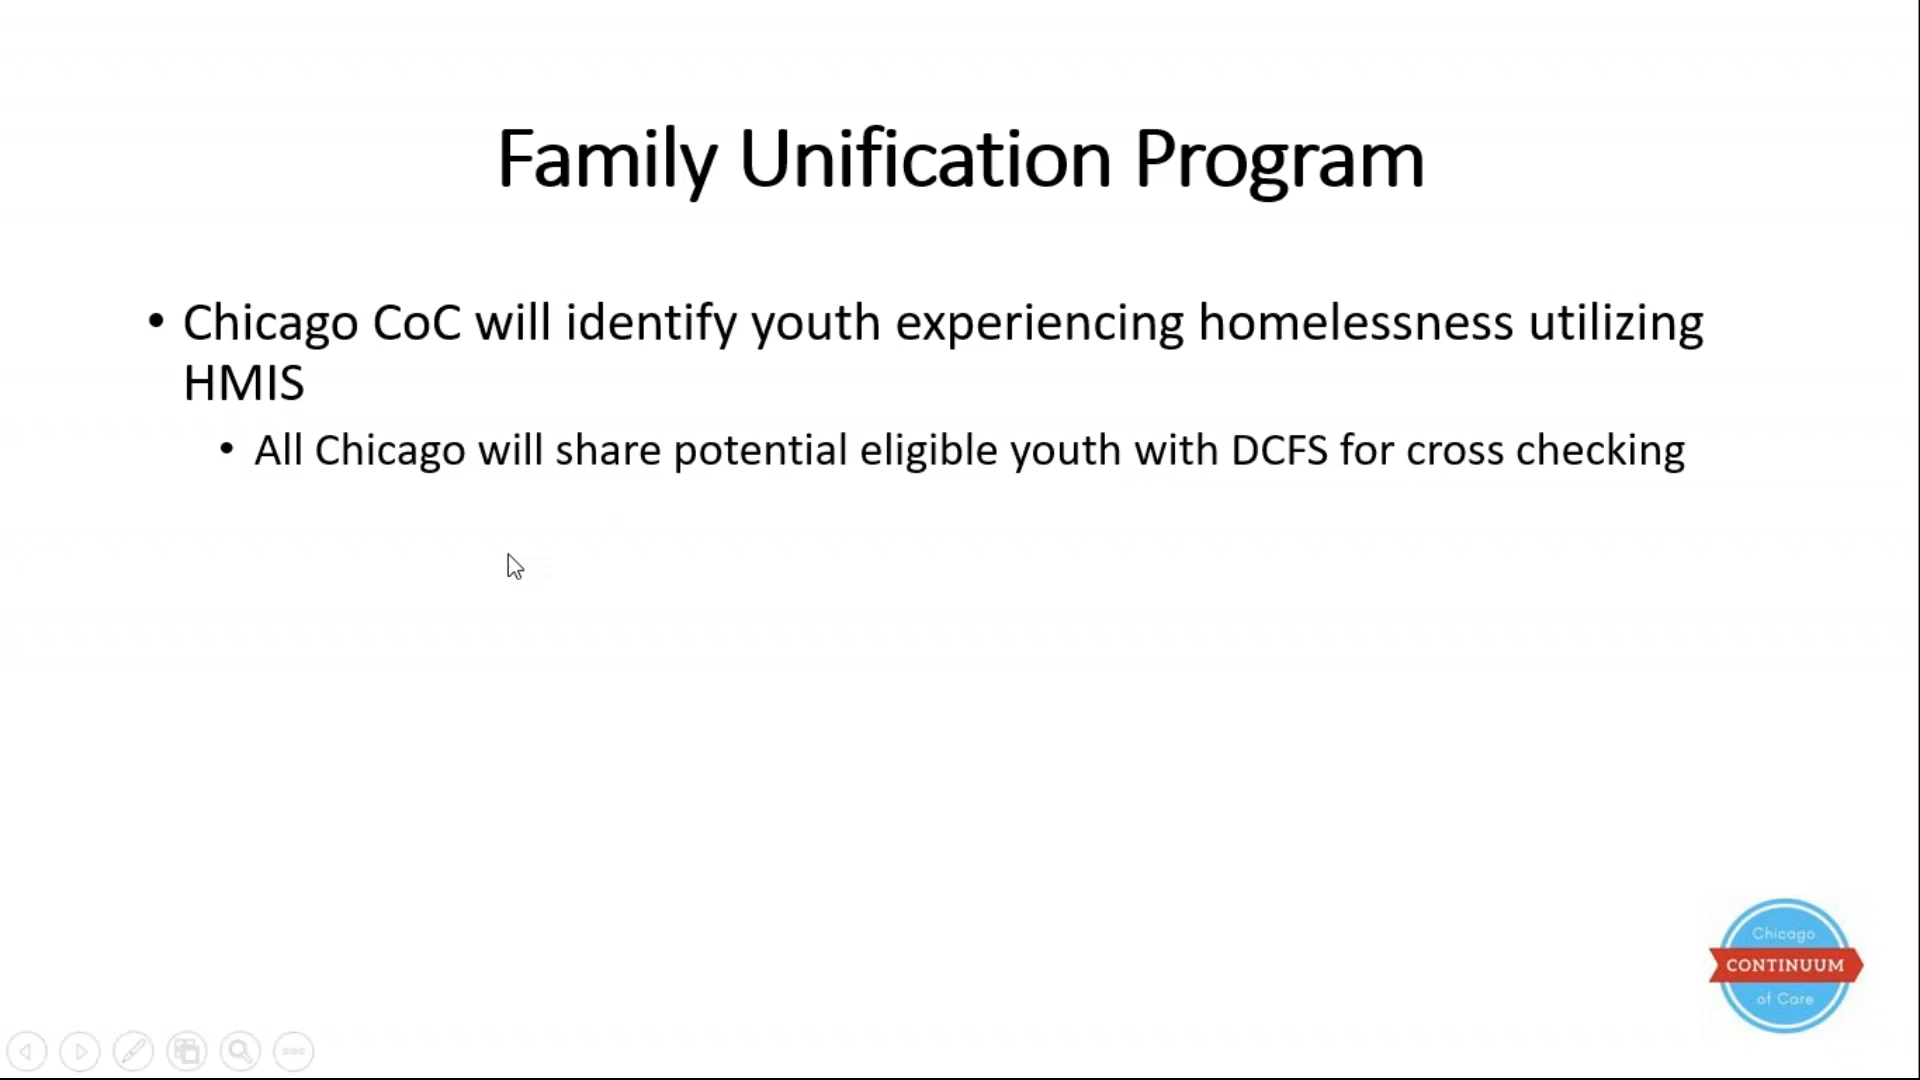 Family Unification Program
• Chicago CoC will identify youth experiencing homelessness utilizing
HMIS
• All Chicago will share potential eligible youth with DCFS for cross checking
Chicago
CONTINUUM
of Care